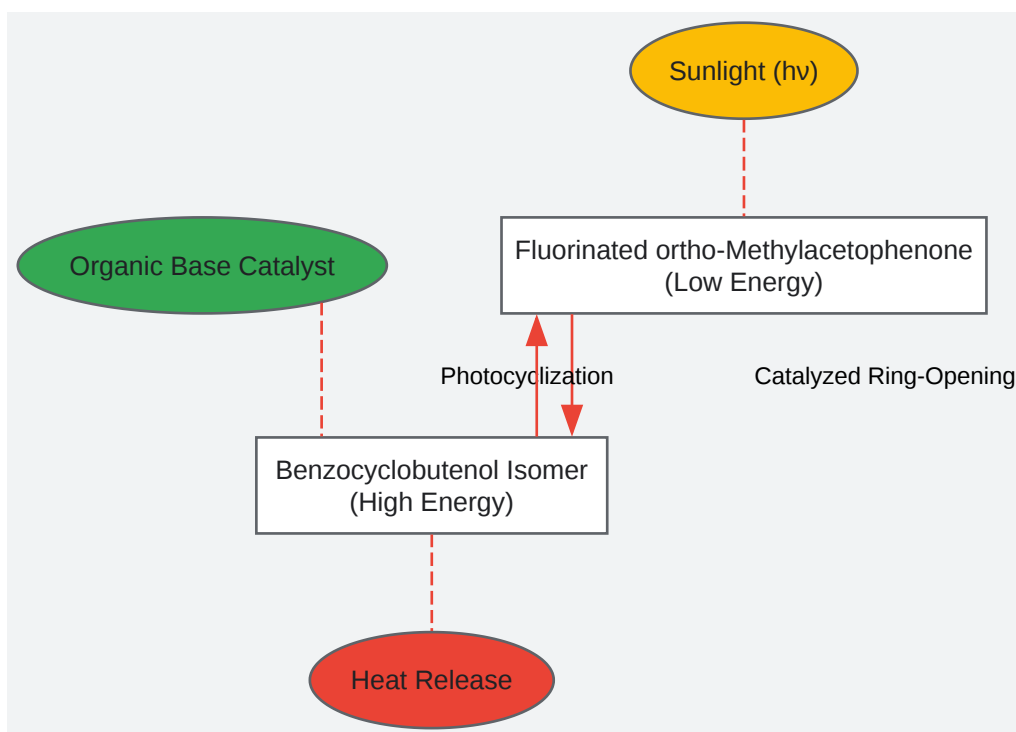 Sunlight (hν)
Organic Base Catalyst
Fluorinated ortho-Methylacetophenone
(Low Energy)
Photocyclization
Catalyzed Ring-Opening
Benzocyclobutenol Isomer
(High Energy)
Heat Release